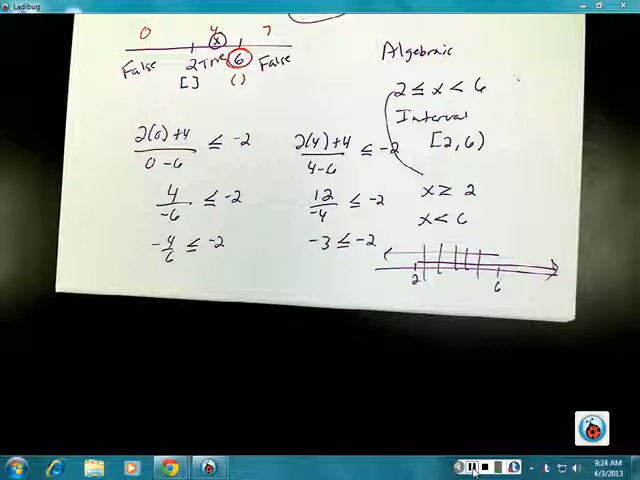 Ladibug
0 4 7
x
False 2 True 6 False
[ ] ( )
Algebraic
2 ≤ x < 6
Interval
[2, 6)
x ≥ 2
x < 6
2 6
2(0)+4 / 0-6 ≤ -2
4 / -6 ≤ -2
-4/6 ≤ -2
2(4)+4 / 4-6 ≤ -2
12 / -4 ≤ -2
-3 ≤ -2
9:24 AM
4/3/2013